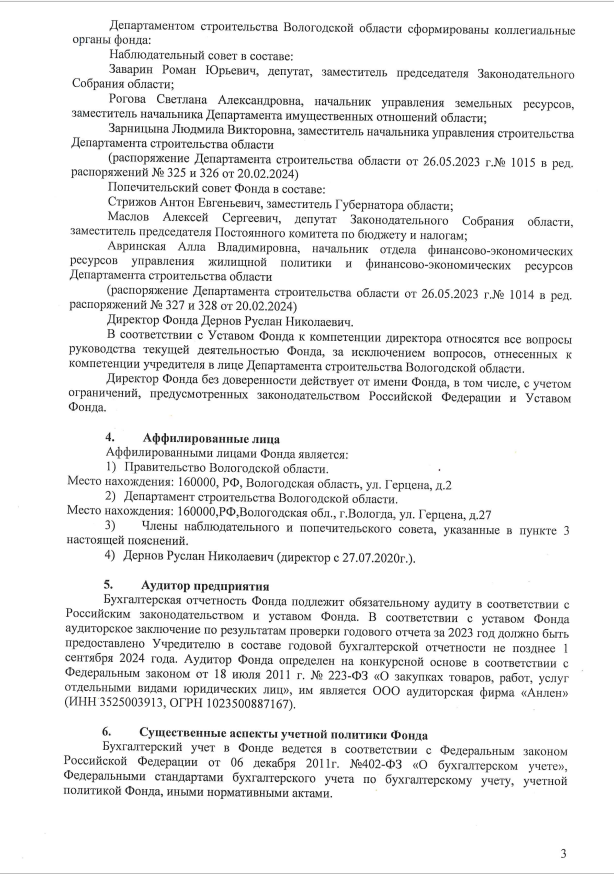 Департаментом строительства Вологодской области сформированы коллегиальные
органы фонда:
Наблюдательный совет в составе:
Заварин Роман Юрьевич, депутат, заместитель председателя Законодательного
Собрания области;
Рогова Светлана Александровна, начальник управления земельных ресурсов,
заместитель начальника Департамента имущественных отношений области;
Зарницына Людмила Викторовна, заместитель начальника управления строительства
Департамента строительства области
(распоряжение Департамента строительства области от 26.05.2023 г.№ 1015 в ред.
распоряжений № 325 и 326 от 20.02.2024)
Попечительский совет Фонда в составе:
Стрижов Антон Евгеньевич, заместитель Губернатора области;
Маслов Алексей Сергеевич, депутат Законодательного Собрания области,
заместитель председателя Постоянного комитета по бюджету и налогам;
Авринская Алла Владимировна, начальник отдела финансово-экономических
ресурсов управления жилищной политики и финансово-экономических ресурсов
Департамента строительства области
(распоряжение Департамента строительства области от 26.05.2023 г.№ 1014 в ред.
распоряжений № 327 и 328 от 20.02.2024)
Директор Фонда Дернов Руслан Николаевич.
В соответствии с Уставом Фонда к компетенции директора относятся все вопросы
руководства текущей деятельностью Фонда, за исключением вопросов, отнесенных к
компетенции учредителя в лице Департамента строительства Вологодской области.
Директор Фонда без доверенности действует от имени Фонда, в том числе, с учетом
ограничений, предусмотренных законодательством Российской Федерации и Уставом
Фонда.
4. Аффилированные лица
Аффилированными лицами Фонда является:
1) Правительство Вологодской области.
Место нахождения: 160000, РФ, Вологодская область, ул. Герцена, д.2
2) Департамент строительства Вологодской области.
Место нахождения: 160000,РФ,Вологодская обл., г.Вологда, ул. Герцена, д.27
3) Члены наблюдательного и попечительского совета, указанные в пункте 3
настоящей пояснений.
4) Дернов Руслан Николаевич (директор с 27.07.2020г.).
5. Аудитор предприятия
Бухгалтерская отчетность Фонда подлежит обязательному аудиту в соответствии с
Российским законодательством и уставом Фонда. В соответствии с уставом Фонда
аудиторское заключение по результатам проверки годового отчета за 2023 год должно быть
предоставлено Учредителю в составе годовой бухгалтерской отчетности не позднее 1
сентября 2024 года. Аудитор Фонда определен на конкурсной основе в соответствии с
Федеральным законом от 18 июля 2011 г. № 223-ФЗ «О закупках товаров, работ, услуг
отдельными видами юридических лиц», им является ООО аудиторская фирма «Анлен»
(ИНН 3525003913, ОГРН 1023500887167).
6. Существенные аспекты учетной политики Фонда
Бухгалтерский учет в Фонде ведется в соответствии с Федеральным законом
Российской Федерации от 06 декабря 2011г. №402-ФЗ «О бухгалтерском учете»,
Федеральными стандартами бухгалтерского учета по бухгалтерскому учету, учетной
политикой Фонда, иными нормативными актами.
3